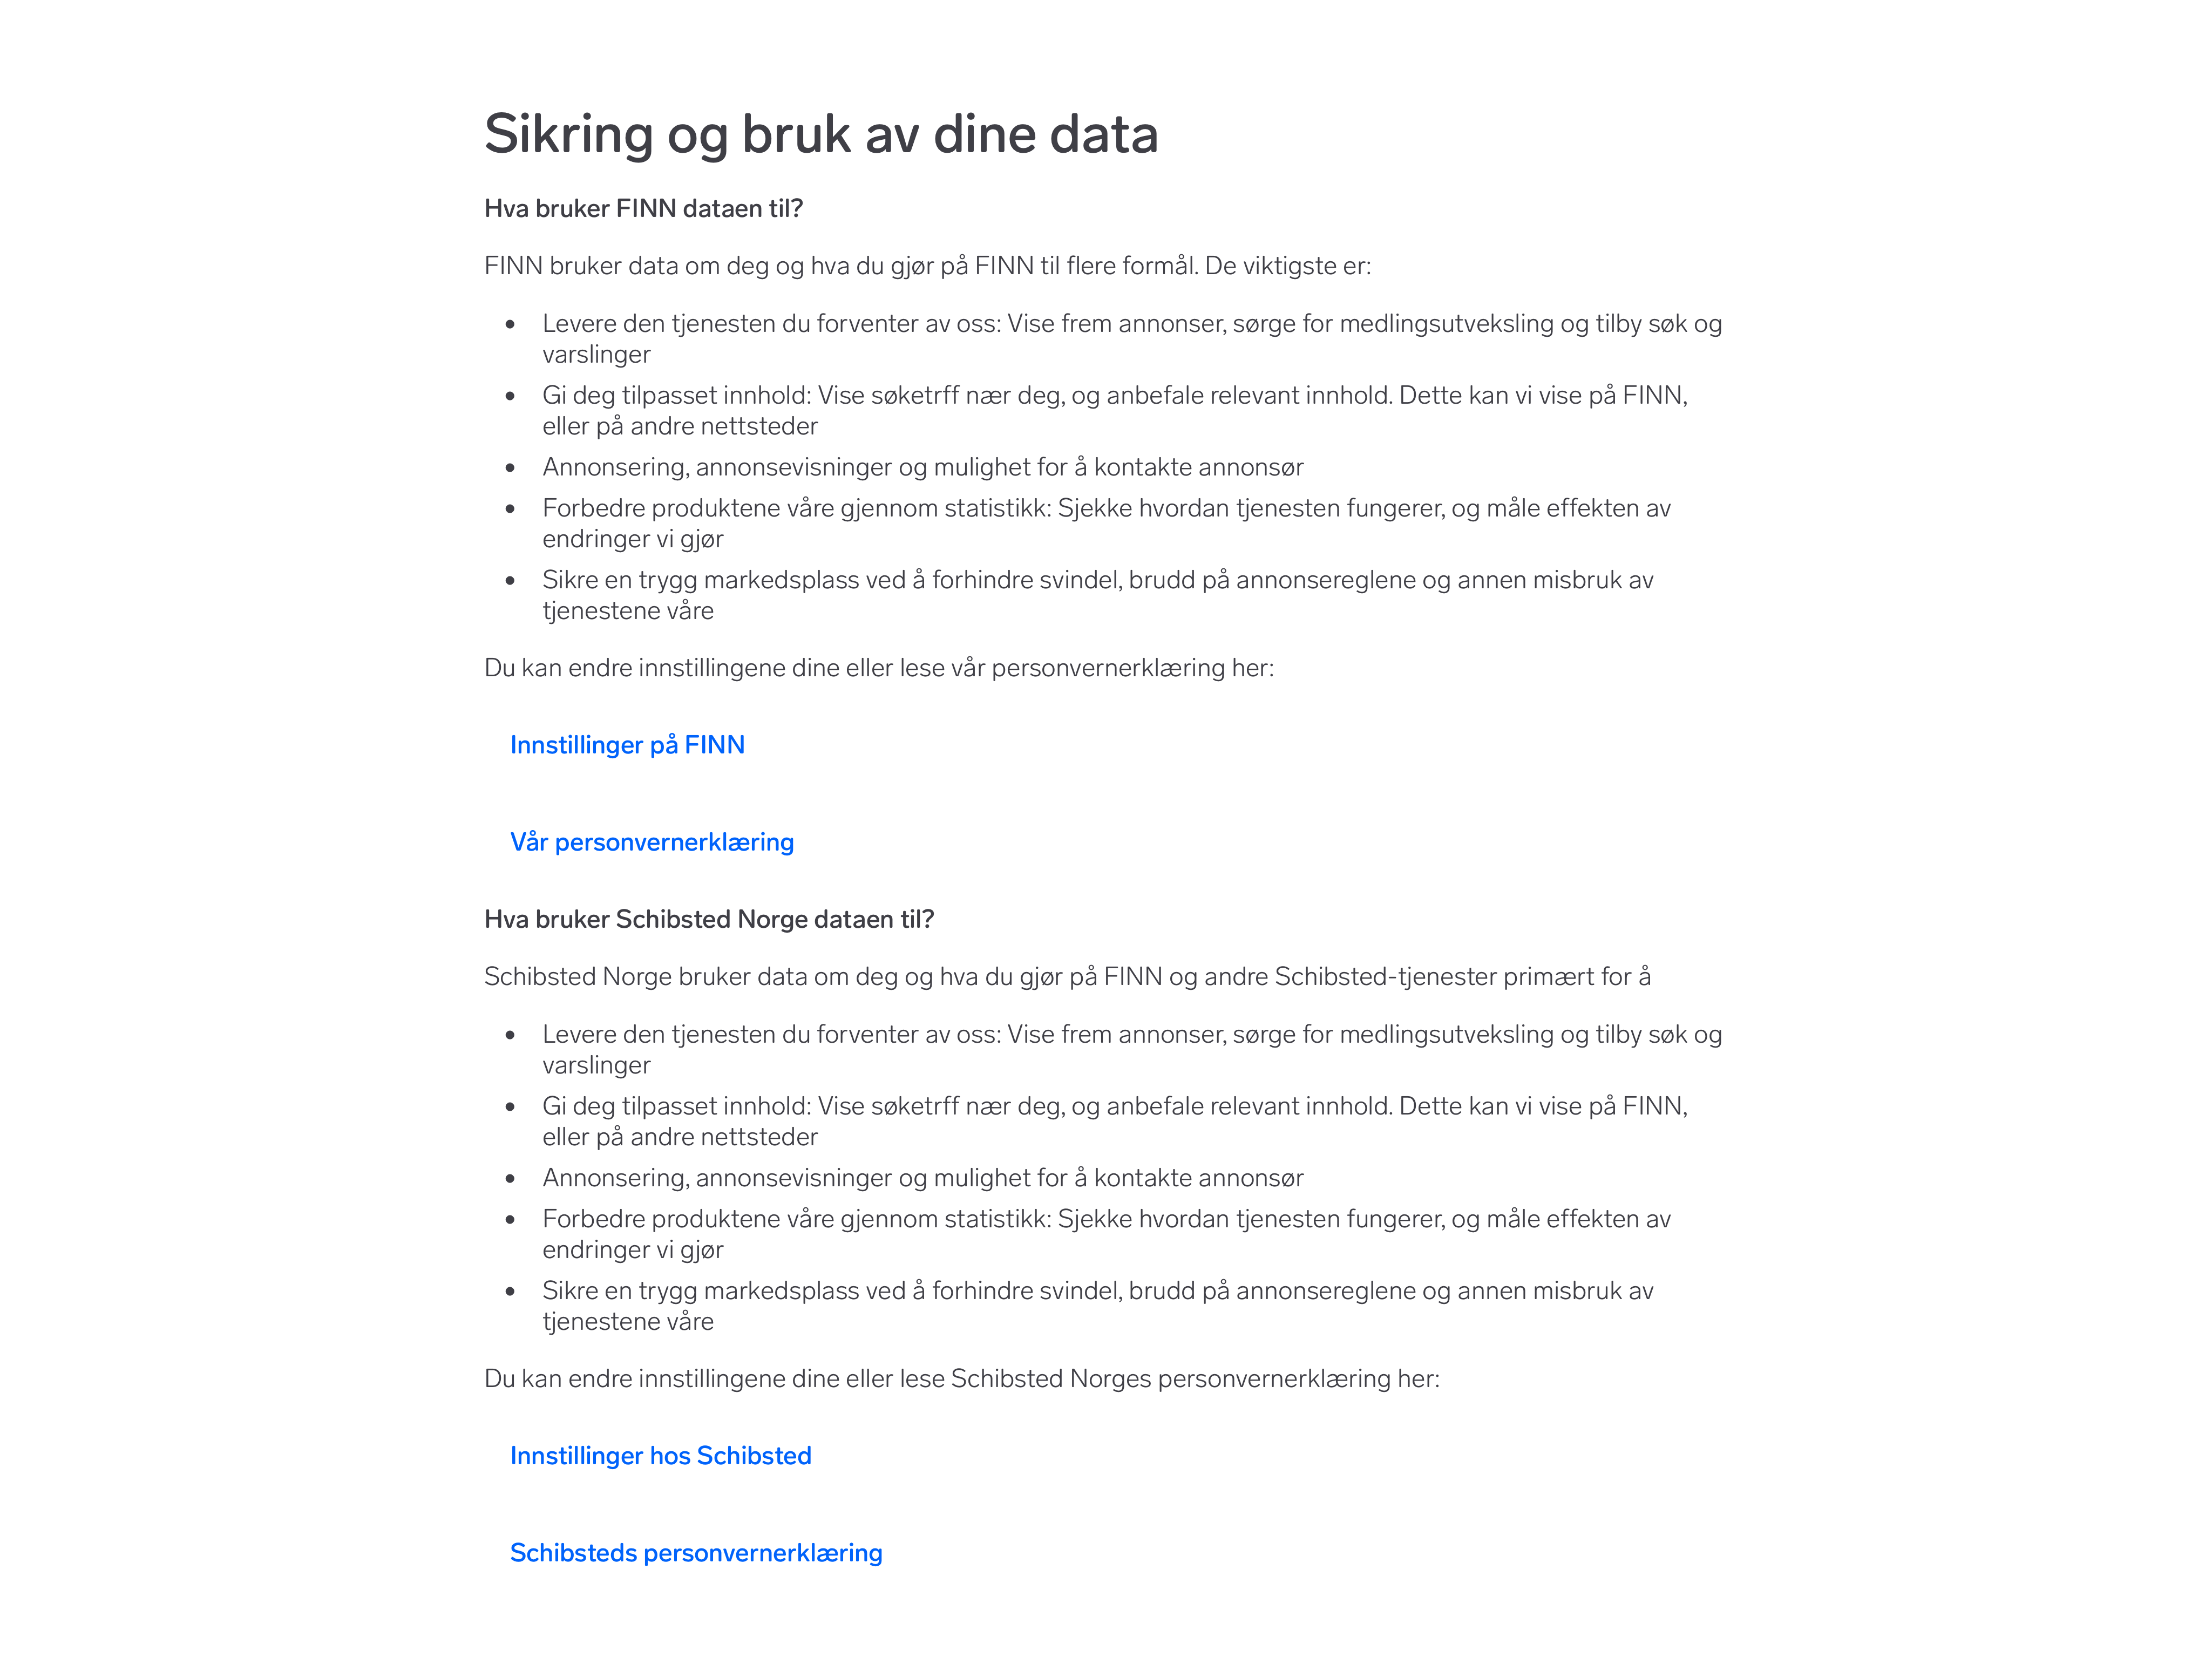 Sikring og bruk av dine data
Hva bruker FINN dataen til?
FINN bruker data om deg og hva du gjør på FINN til flere formål. De viktigste er:
• Levere den tjenesten du forventer av oss: Vise frem annonser, sørge for medlingsutveksling og tilby søk og
varslinger
• Gi deg tilpasset innhold: Vise søketrff nær deg, og anbefale relevant innhold. Dette kan vi vise på FINN,
eller på andre nettsteder
• Annonsering, annonsevisninger og mulighet for å kontakte annonsør
• Forbedre produktene våre gjennom statistikk: Sjekke hvordan tjenesten fungerer, og måle effekten av
endringer vi gjør
• Sikre en trygg markedsplass ved å forhindre svindel, brudd på annonsereglene og annen misbruk av
tjenestene våre
Du kan endre innstillingene dine eller lese vår personvernerklæring her:
Innstillinger på FINN
Vår personvernerklæring
Hva bruker Schibsted Norge dataen til?
Schibsted Norge bruker data om deg og hva du gjør på FINN og andre Schibsted-tjenester primært for å
• Levere den tjenesten du forventer av oss: Vise frem annonser, sørge for medlingsutveksling og tilby søk og
varslinger
• Gi deg tilpasset innhold: Vise søketrff nær deg, og anbefale relevant innhold. Dette kan vi vise på FINN,
eller på andre nettsteder
• Annonsering, annonsevisninger og mulighet for å kontakte annonsør
• Forbedre produktene våre gjennom statistikk: Sjekke hvordan tjenesten fungerer, og måle effekten av
endringer vi gjør
• Sikre en trygg markedsplass ved å forhindre svindel, brudd på annonsereglene og annen misbruk av
tjenestene våre
Du kan endre innstillingene dine eller lese Schibsted Norges personvernerklæring her:
Innstillinger hos Schibsted
Schibsteds personvernerklæring